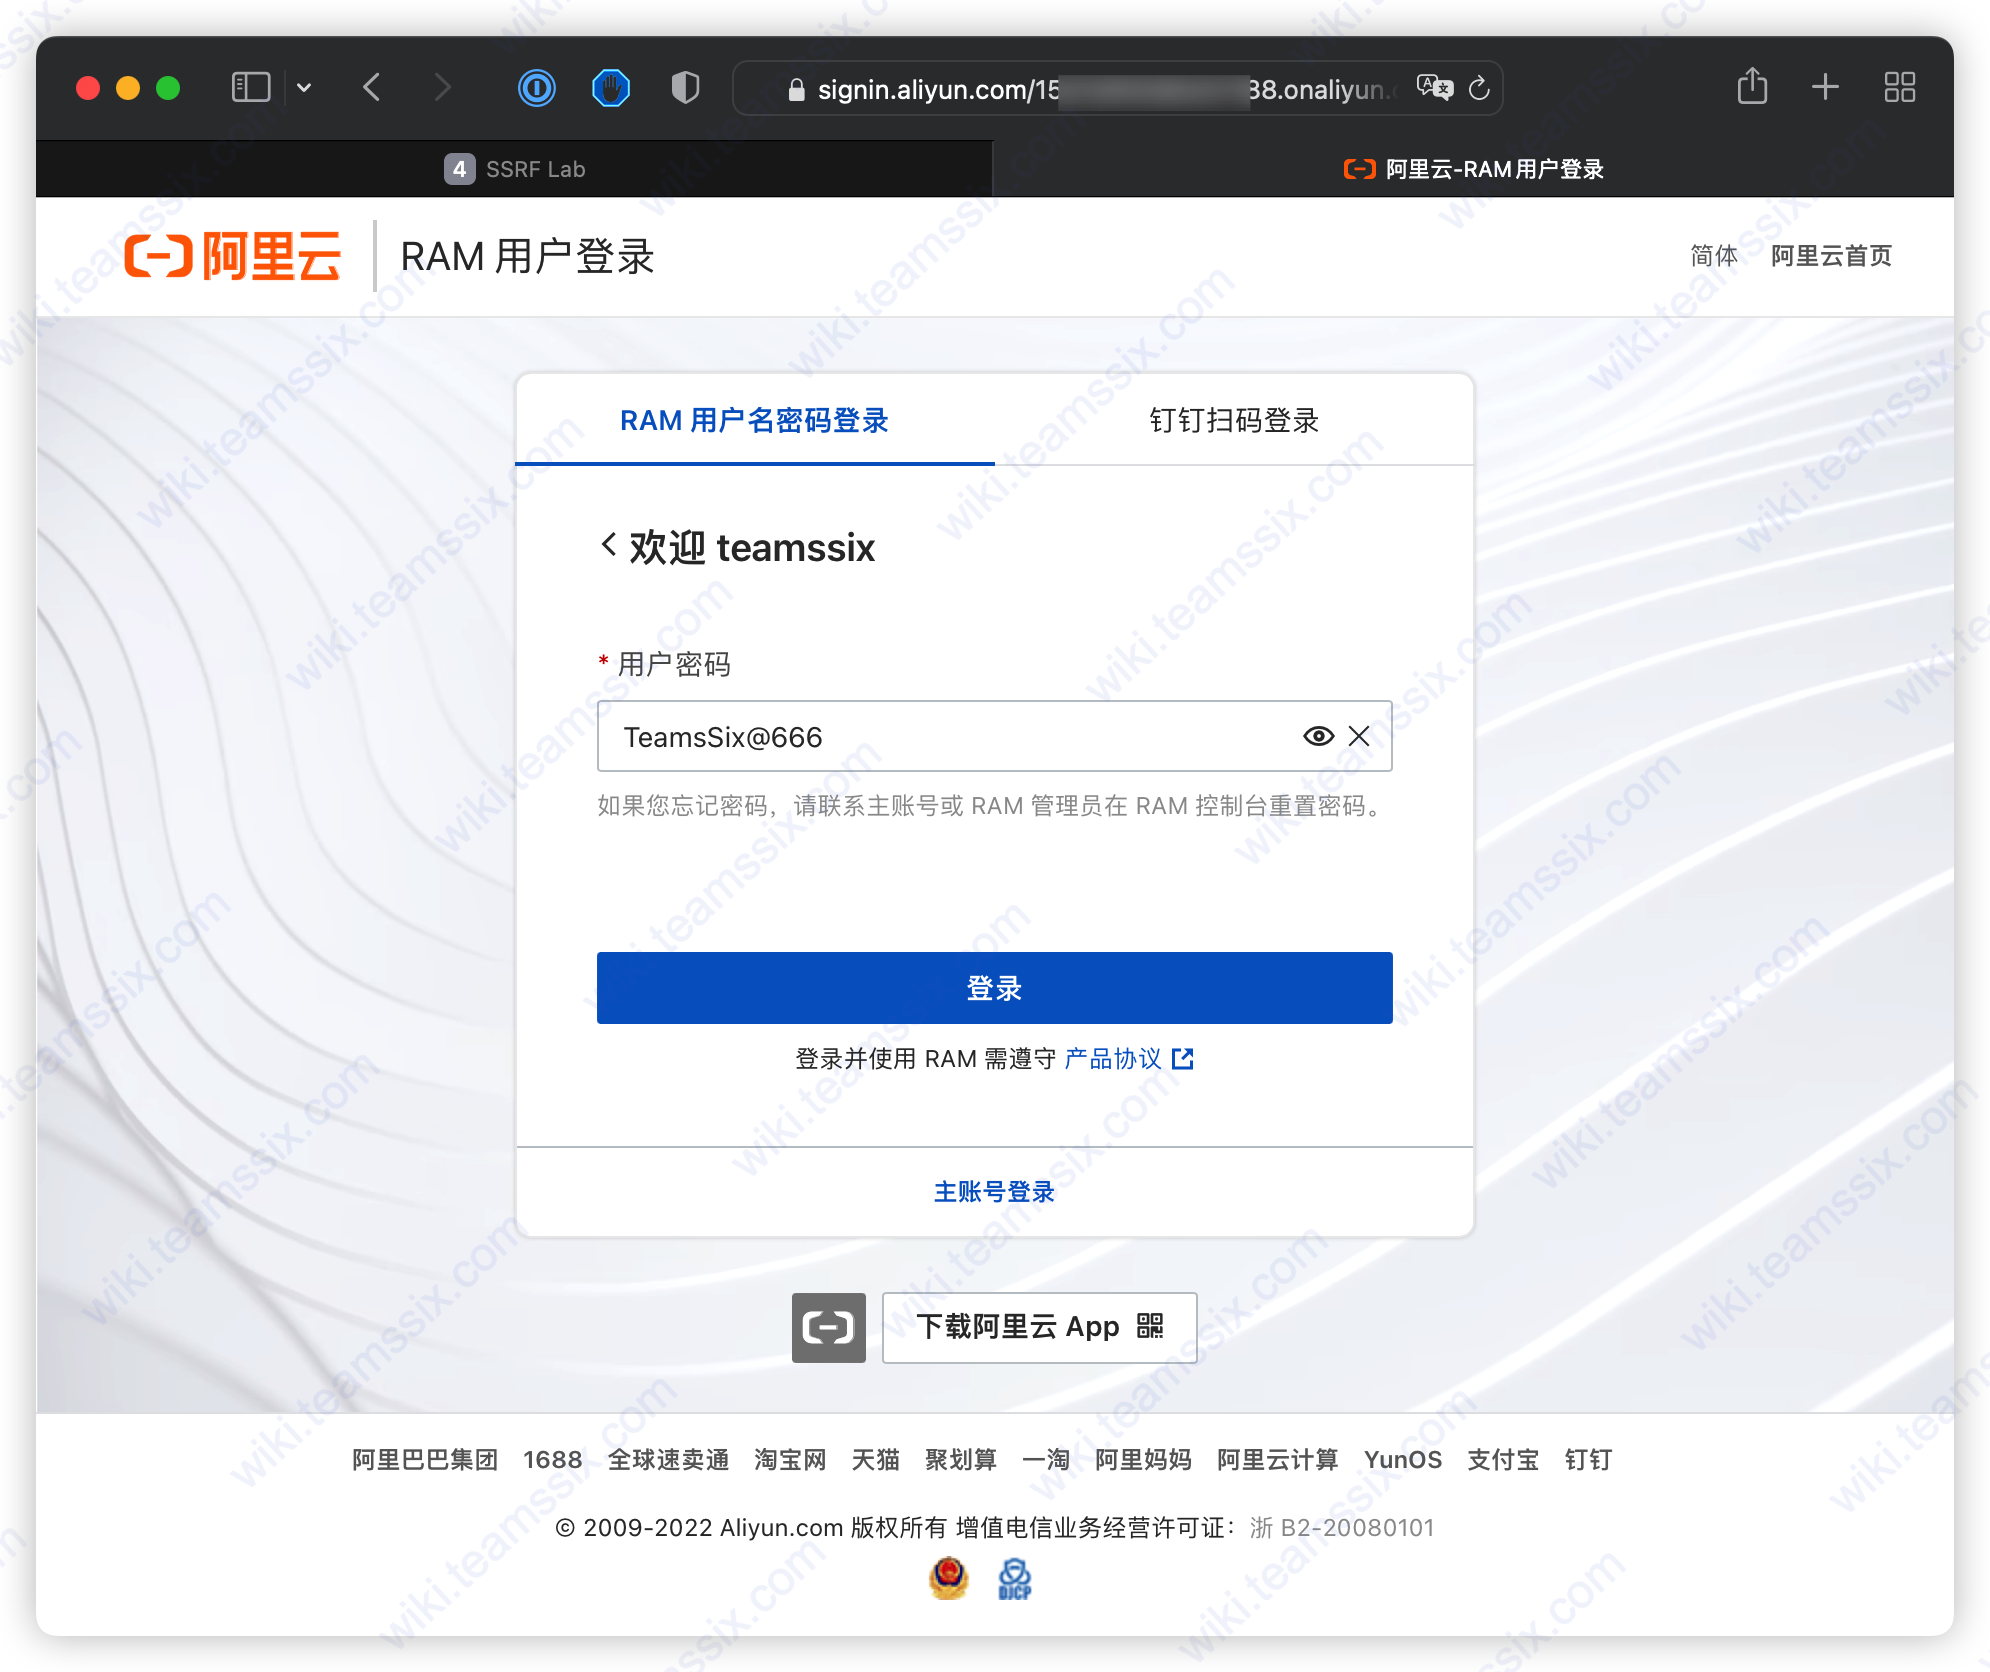 signin.aliyun.com/15 88.onaliyun.
4 SSRF Lab
阿里云-RAM 用户登录
阿里云 RAM 用户登录
简体 阿里云首页
RAM 用户名密码登录
钉钉扫码登录
欢迎 teamssix
* 用户密码
TeamsSix@666
如果您忘记密码，请联系主账号或 RAM 管理员在 RAM 控制台重置密码。
登录
登录并使用 RAM 需遵守 产品协议
主账号登录
下载阿里云 App
阿里巴巴集团 1688 全球速卖通 淘宝网 天猫 聚划算 一淘 阿里妈妈 阿里云计算 YunOS 支付宝 钉钉
© 2009-2022 Aliyun.com 版权所有 增值电信业务经营许可证： 浙 B2-20080101
DJCP
wiki.teamssix.com